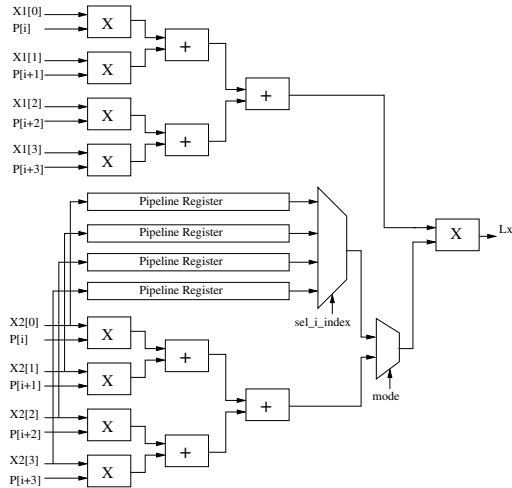 X1[0]
P[i]
X
X1[1]
P[i+1]
X
+
X1[2]
P[i+2]
X
X1[3]
P[i+3]
X
+
+
Pipeline Register
Pipeline Register
Pipeline Register
Pipeline Register
sel_i_index
X
Lx
X2[0]
P[i]
X
X2[1]
P[i+1]
X
+
mode
X2[2]
P[i+2]
X
X2[3]
P[i+3]
X
+
+